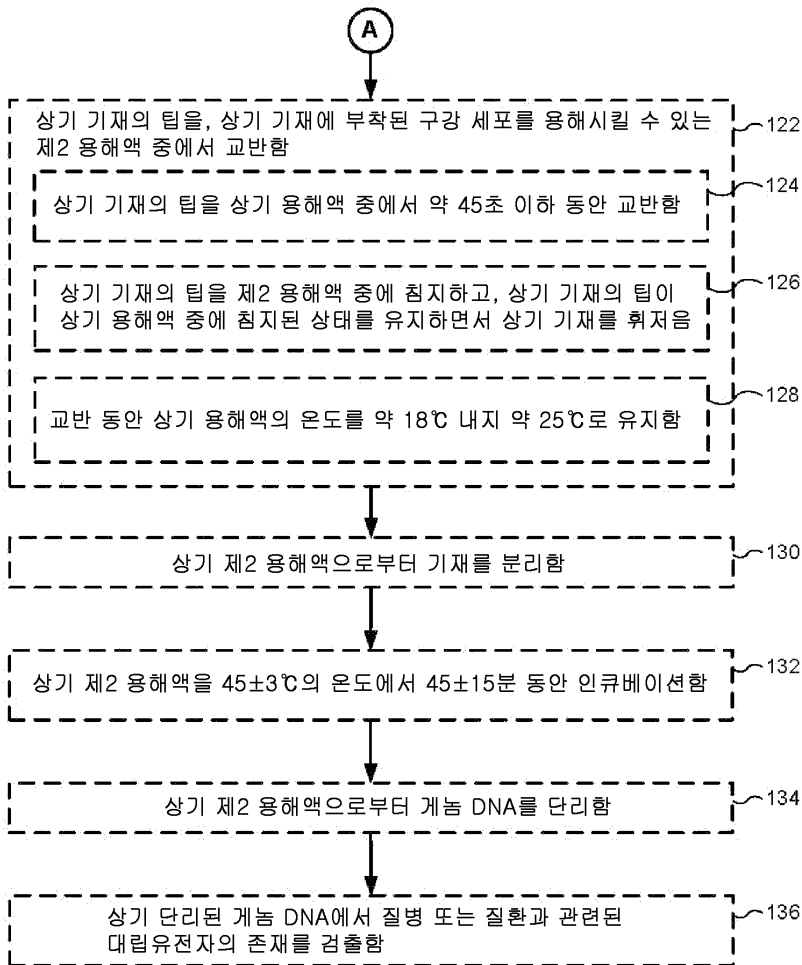 A
상기 기재의 팁을, 상기 기재에 부착된 구강 세포를 용해시킬 수 있는
제2 용해액 중에서 교반함
122
상기 기재의 팁을 상기 용해액 중에서 약 45초 이하 동안 교반함
124
상기 기재의 팁을 제2 용해액 중에 침지하고, 상기 기재의 팁이
상기 용해액 중에 침지된 상태를 유지하면서 상기 기재를 휘저음
126
교반 동안 상기 용해액의 온도를 약 18℃ 내지 약 25℃로 유지함
128
상기 제2 용해액으로부터 기재를 분리함
130
상기 제2 용해액을 45±3℃의 온도에서 45±15분 동안 인큐베이션함
132
상기 제2 용해액으로부터 게놈 DNA를 단리함
134
상기 단리된 게놈 DNA에서 질병 또는 질환과 관련된
대립유전자의 존재를 검출함
136